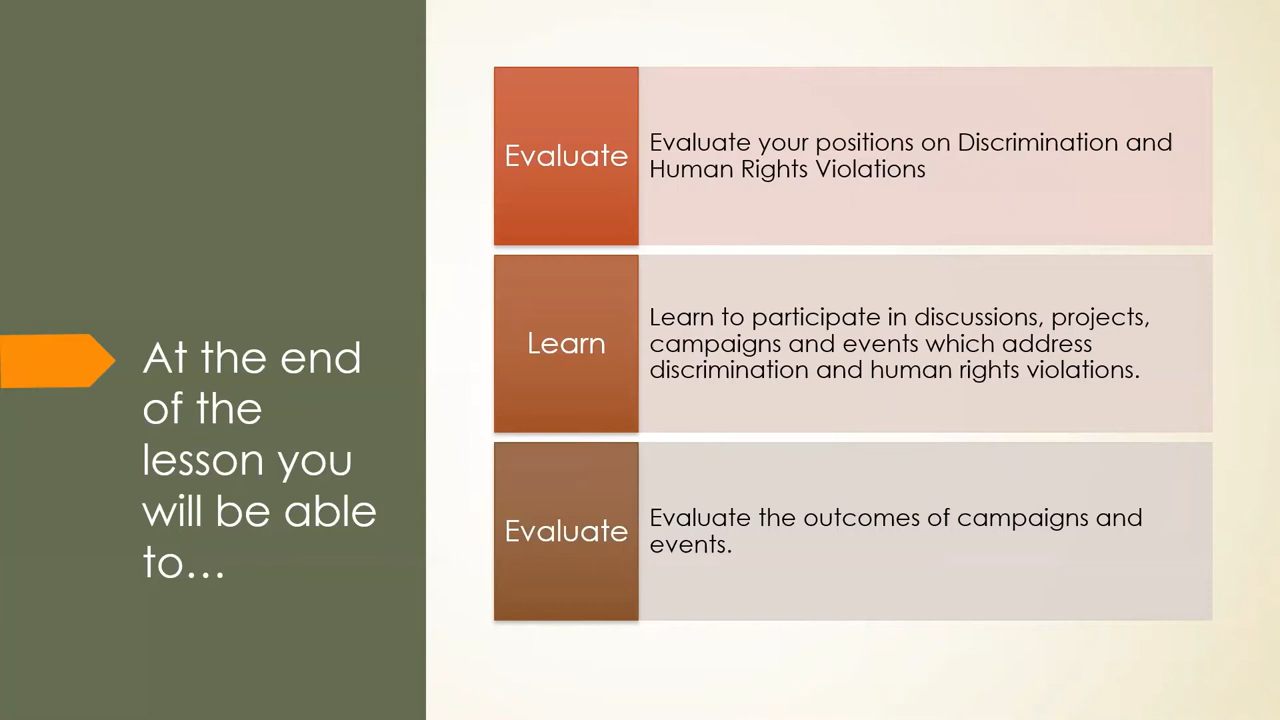 At the end
of the
lesson you
will be able
to…
Evaluate
Evaluate your positions on Discrimination and
Human Rights Violations
Learn
Learn to participate in discussions, projects,
campaigns and events which address
discrimination and human rights violations.
Evaluate
Evaluate the outcomes of campaigns and
events.